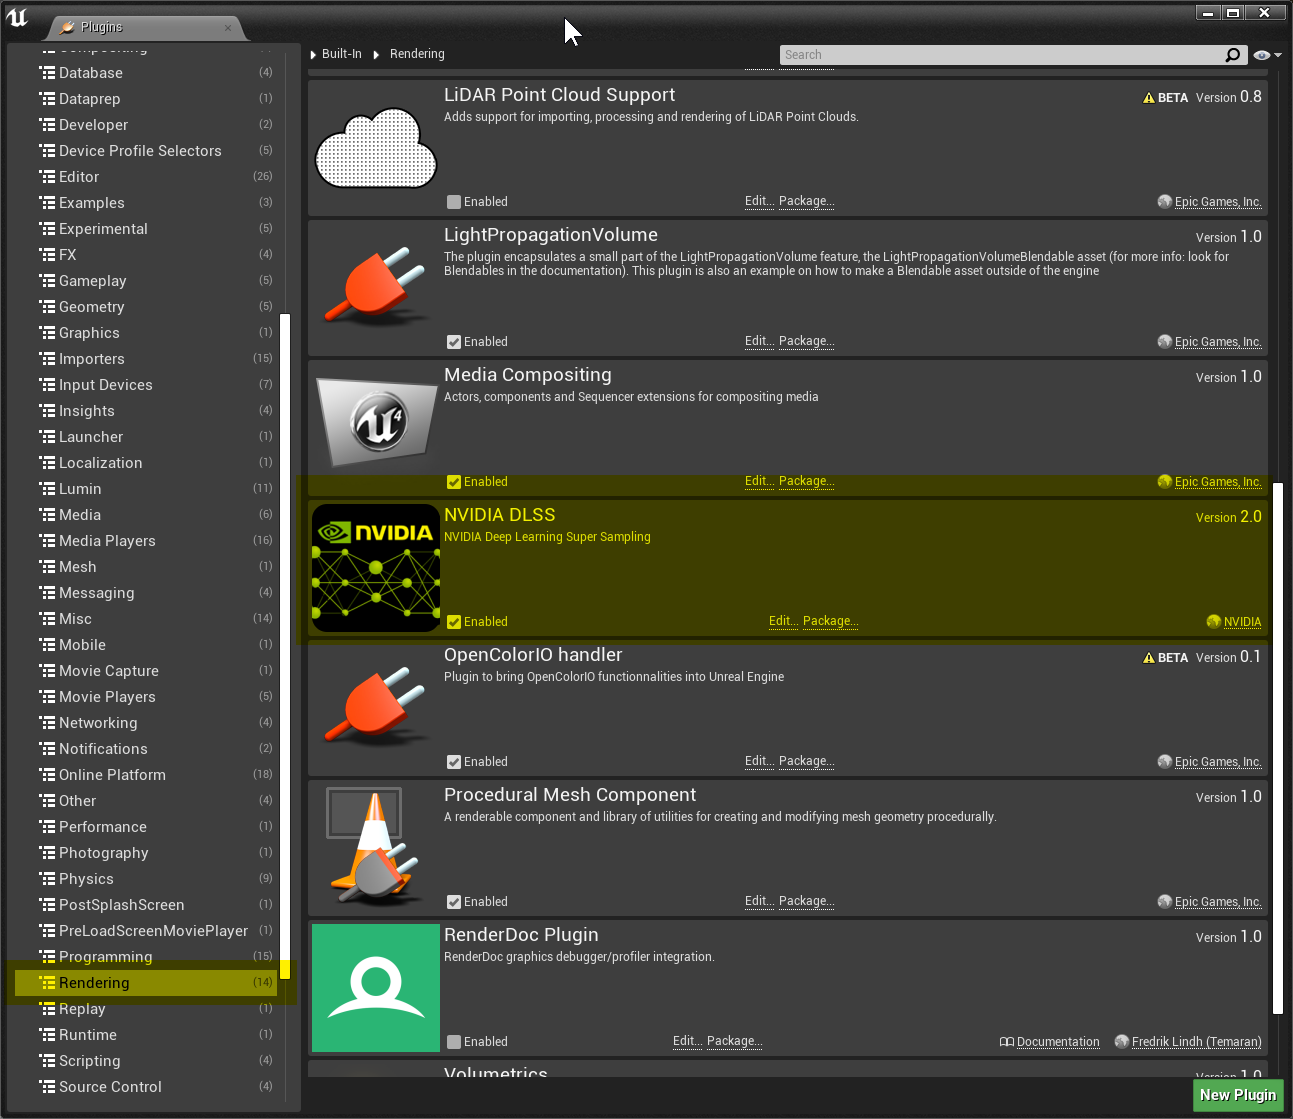 Plugins
Compositing
Database (4)
Dataprep (1)
Developer (2)
Device Profile Selectors (5)
Editor (26)
Examples (3)
Experimental (5)
FX (4)
Gameplay (5)
Geometry (5)
Graphics (1)
Importers (15)
Input Devices (7)
Insights (4)
Launcher (1)
Localization (1)
Lumin (11)
Media (6)
Media Players (16)
Mesh (1)
Messaging (4)
Misc (14)
Mobile (4)
Movie Capture (1)
Movie Players (5)
Networking (4)
Notifications (2)
Online Platform (18)
Other (4)
Performance (1)
Photography (1)
Physics (9)
PostSplashScreen (1)
PreLoadScreenMoviePlayer (1)
Programming (15)
Rendering (14)
Replay (1)
Runtime (1)
Scripting (4)
Source Control (4)
Built-In Rendering
Search
LiDAR Point Cloud Support BETA Version 0.8
Adds support for importing, processing and rendering of LiDAR Point Clouds.
Enabled Edit... Package... Epic Games, Inc.
LightPropagationVolume Version 1.0
The plugin encapsulates a small part of the LightPropagationVolume feature, the LightPropagationVolumeBlendable asset (for more info: look for
Blendables in the documentation). This plugin is also an example on how to make a Blendable asset outside of the engine
Enabled Edit... Package... Epic Games, Inc.
Media Compositing Version 1.0
Actors, components and Sequencer extensions for compositing media
4
Enabled Edit... Package... Epic Games, Inc.
NVIDIA DLSS Version 2.0
NVIDIA Deep Learning Super Sampling
NVIDIA
Enabled Edit... Package... NVIDIA
OpenColorIO handler BETA Version 0.1
Plugin to bring OpenColorIO functionnalities into Unreal Engine
Enabled Edit... Package... Epic Games, Inc.
Procedural Mesh Component Version 1.0
A renderable component and library of utilities for creating and modifying mesh geometry procedurally.
Enabled Edit... Package... Epic Games, Inc.
RenderDoc Plugin Version 1.0
RenderDoc graphics debugger/profiler integration.
Enabled Edit... Package... Documentation Fredrik Lindh (Temaran)
Volumetrics Version 1.0
New Plugin